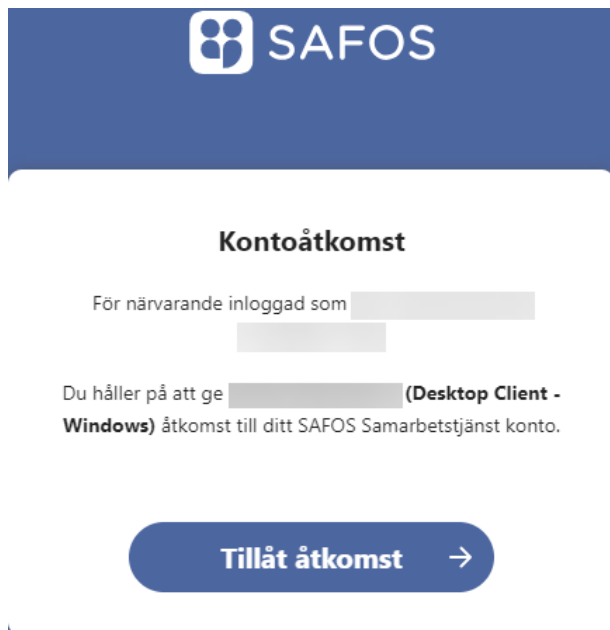 SAFOS
Kontoåtkomst
För närvarande inloggad som
Du håller på att ge (Desktop Client -
Windows) åtkomst till ditt SAFOS Samarbetstjänst konto.
Tillåt åtkomst →